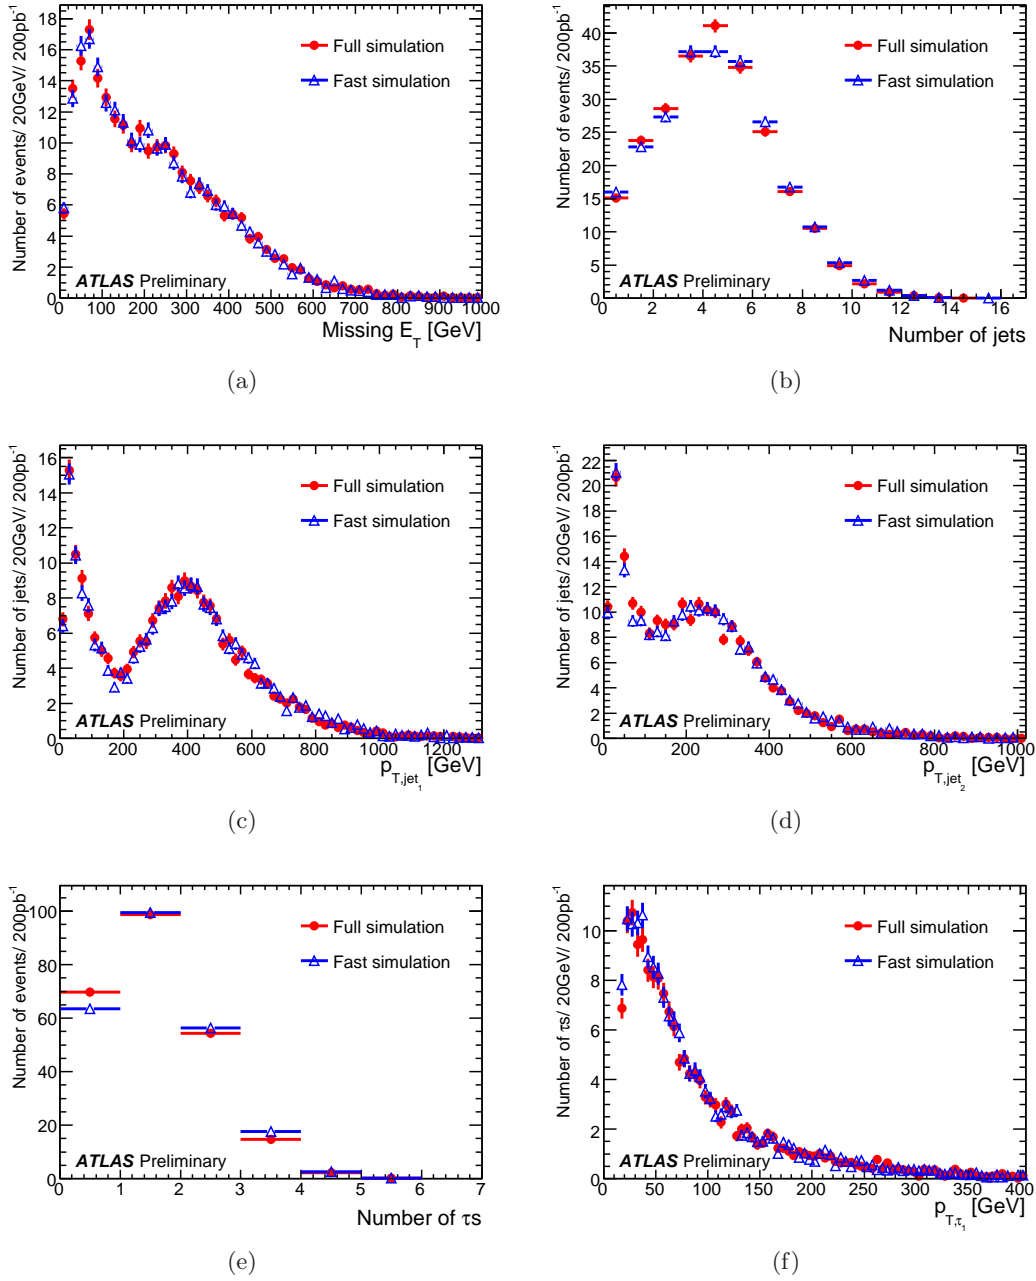 Number of events/ 20GeV/ 200pb⁻¹
18
16
14
12
10
8
6
4
2
0
Full simulation
Fast simulation
ATLAS Preliminary
0 100 200 300 400 500 600 700 800 900 1000
Missing E_T [GeV]
(a)
Number of events/ 200pb⁻¹
40
35
30
25
20
15
10
5
0
Full simulation
Fast simulation
ATLAS Preliminary
0 2 4 6 8 10 12 14 16
Number of jets
(b)
Number of jets/ 20GeV/ 200pb⁻¹
16
14
12
10
8
6
4
2
0
Full simulation
Fast simulation
ATLAS Preliminary
0 200 400 600 800 1000 1200
p_T,jet_1 [GeV]
(c)
Number of jets/ 20GeV/ 200pb⁻¹
22
20
18
16
14
12
10
8
6
4
2
0
Full simulation
Fast simulation
ATLAS Preliminary
0 200 400 600 800 1000
p_T,jet_2 [GeV]
(d)
Number of events/ 200pb⁻¹
100
80
60
40
20
0
Full simulation
Fast simulation
ATLAS Preliminary
0 1 2 3 4 5 6 7
Number of τs
(e)
Number of τs/ 20GeV/ 200pb⁻¹
10
8
6
4
2
0
Full simulation
Fast simulation
ATLAS Preliminary
0 50 100 150 200 250 300 350 400
p_T,τ_1 [GeV]
(f)